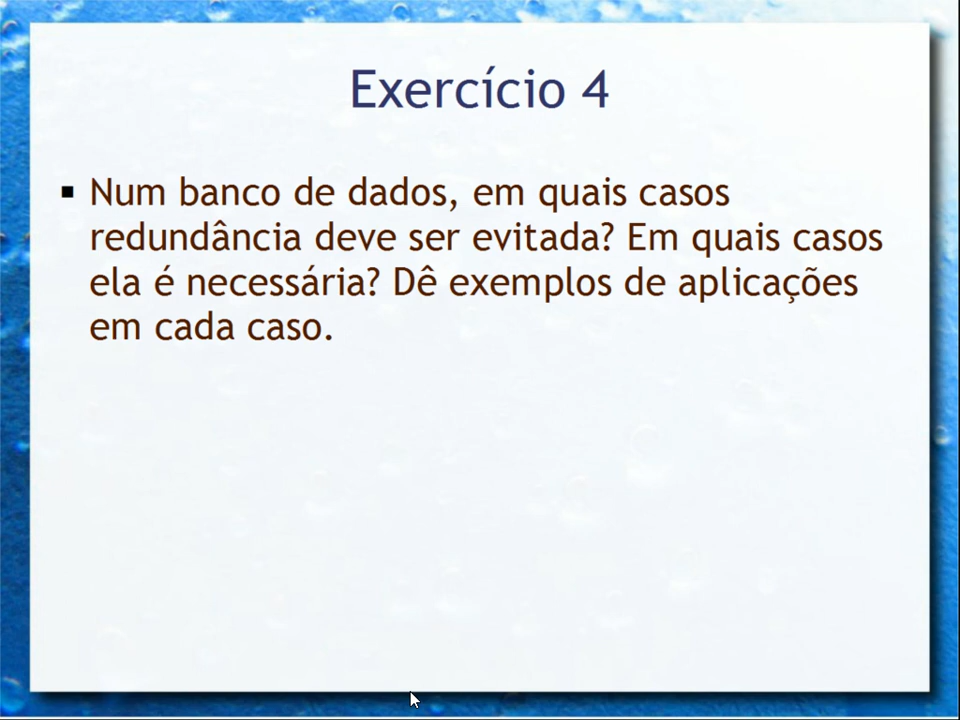 Exercício 4
▪ Num banco de dados, em quais casos
redundância deve ser evitada? Em quais casos
ela é necessária? Dê exemplos de aplicações
em cada caso.